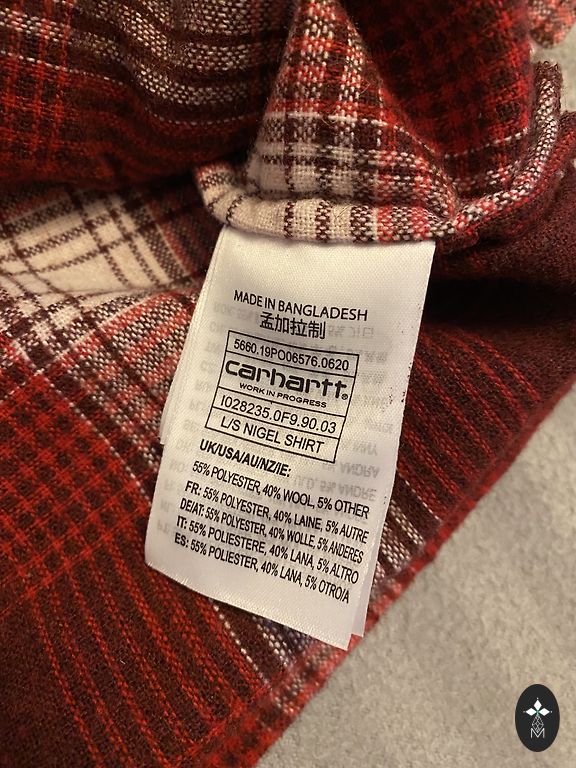 MADE IN BANGLADESH
孟加拉制
5660.19PO06576.0620
carhartt®
WORK IN PROGRESS
I028235.0F9.90.03
L/S NIGEL SHIRT
UK/USA/AU/NZ/IE:
55% POLYESTER, 40% WOOL, 5% OTHER
FR: 55% POLYESTER, 40% LAINE, 5% AUTRE
DE/AT: 55% POLYESTER, 40% WOLLE, 5% ANDERES
IT: 55% POLIESTERE, 40% LANA, 5% ALTRO
ES: 55% POLIESTER, 40% LANA, 5% OTRO/A
M